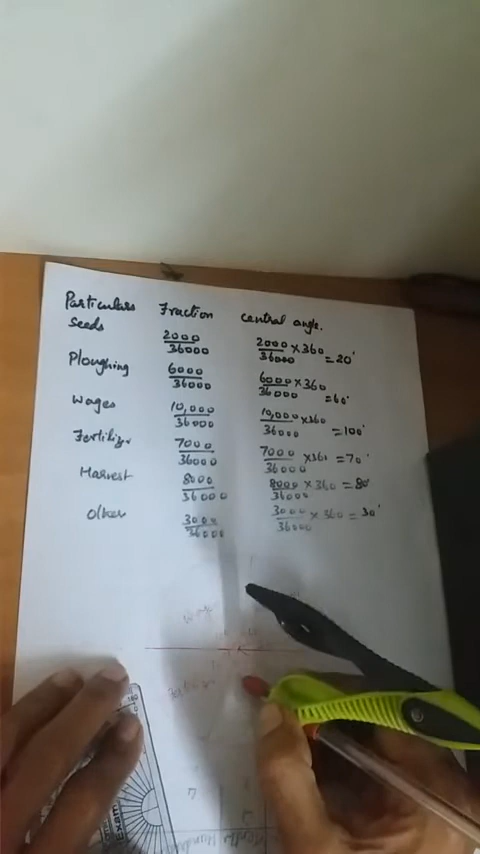 Particulars Fraction central angle.
Seeds 2000/36000 2000/36000 × 360 = 20°
Ploughing 6000/36000 6000/36000 × 360 = 60°
Wages 10,000/36000 10,000/36000 × 360 = 100°
Fertilizer 7000/36000 7000/36000 × 360 = 70°
Harvest 8000/36000 8000/36000 × 360 = 80°
Other 3000/36000 3000/36000 × 360 = 30°